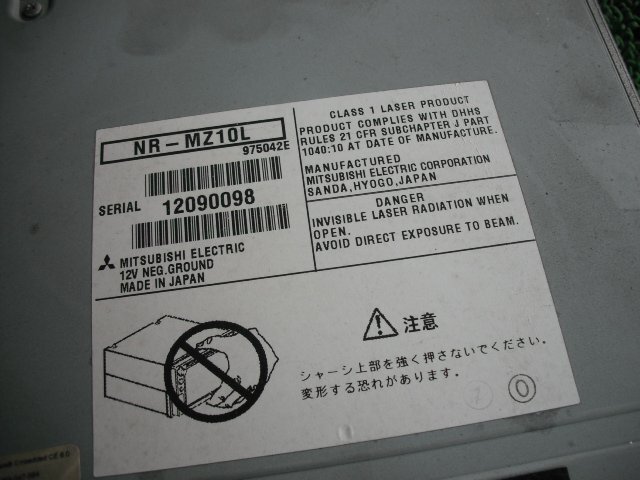 NR-MZ10L
975042E
SERIAL 12090098
MITSUBISHI ELECTRIC
12V NEG.GROUND
MADE IN JAPAN
CLASS 1 LASER PRODUCT
PRODUCT COMPLIES WITH DHHS
RULES 21 CFR SUBCHAPTER J PART
1040:10 AT DATE OF MANUFACTURE.
MANUFACTURED
MITSUBISHI ELECTRIC CORPORATION
SANDA,HYOGO,JAPAN
DANGER
INVISIBLE LASER RADIATION WHEN
OPEN.
AVOID DIRECT EXPOSURE TO BEAM.
注意
シャーシ上部を強く押さないでください。
変形する恐れがあります。
0